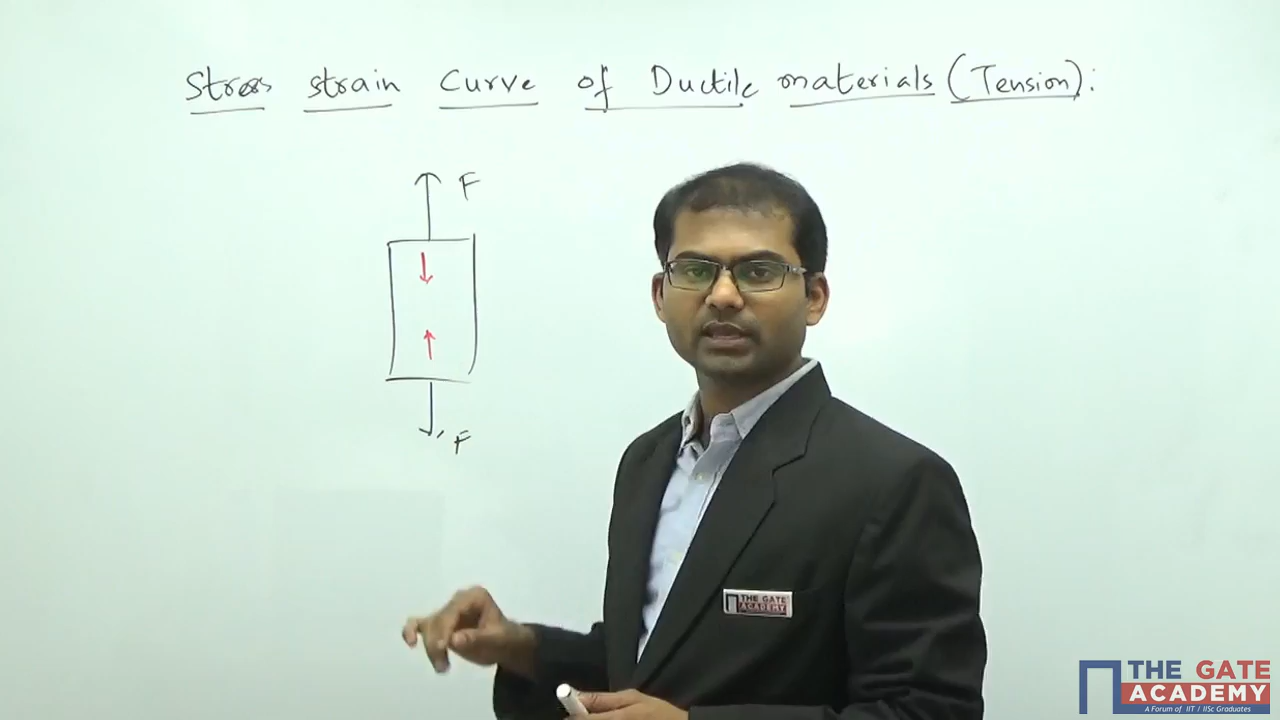 Stress strain Curve of Ductile materials (Tension):
F
F
THE GATE
ACADEMY
THE GATE
ACADEMY
A Forum of IIT / IISc Graduates